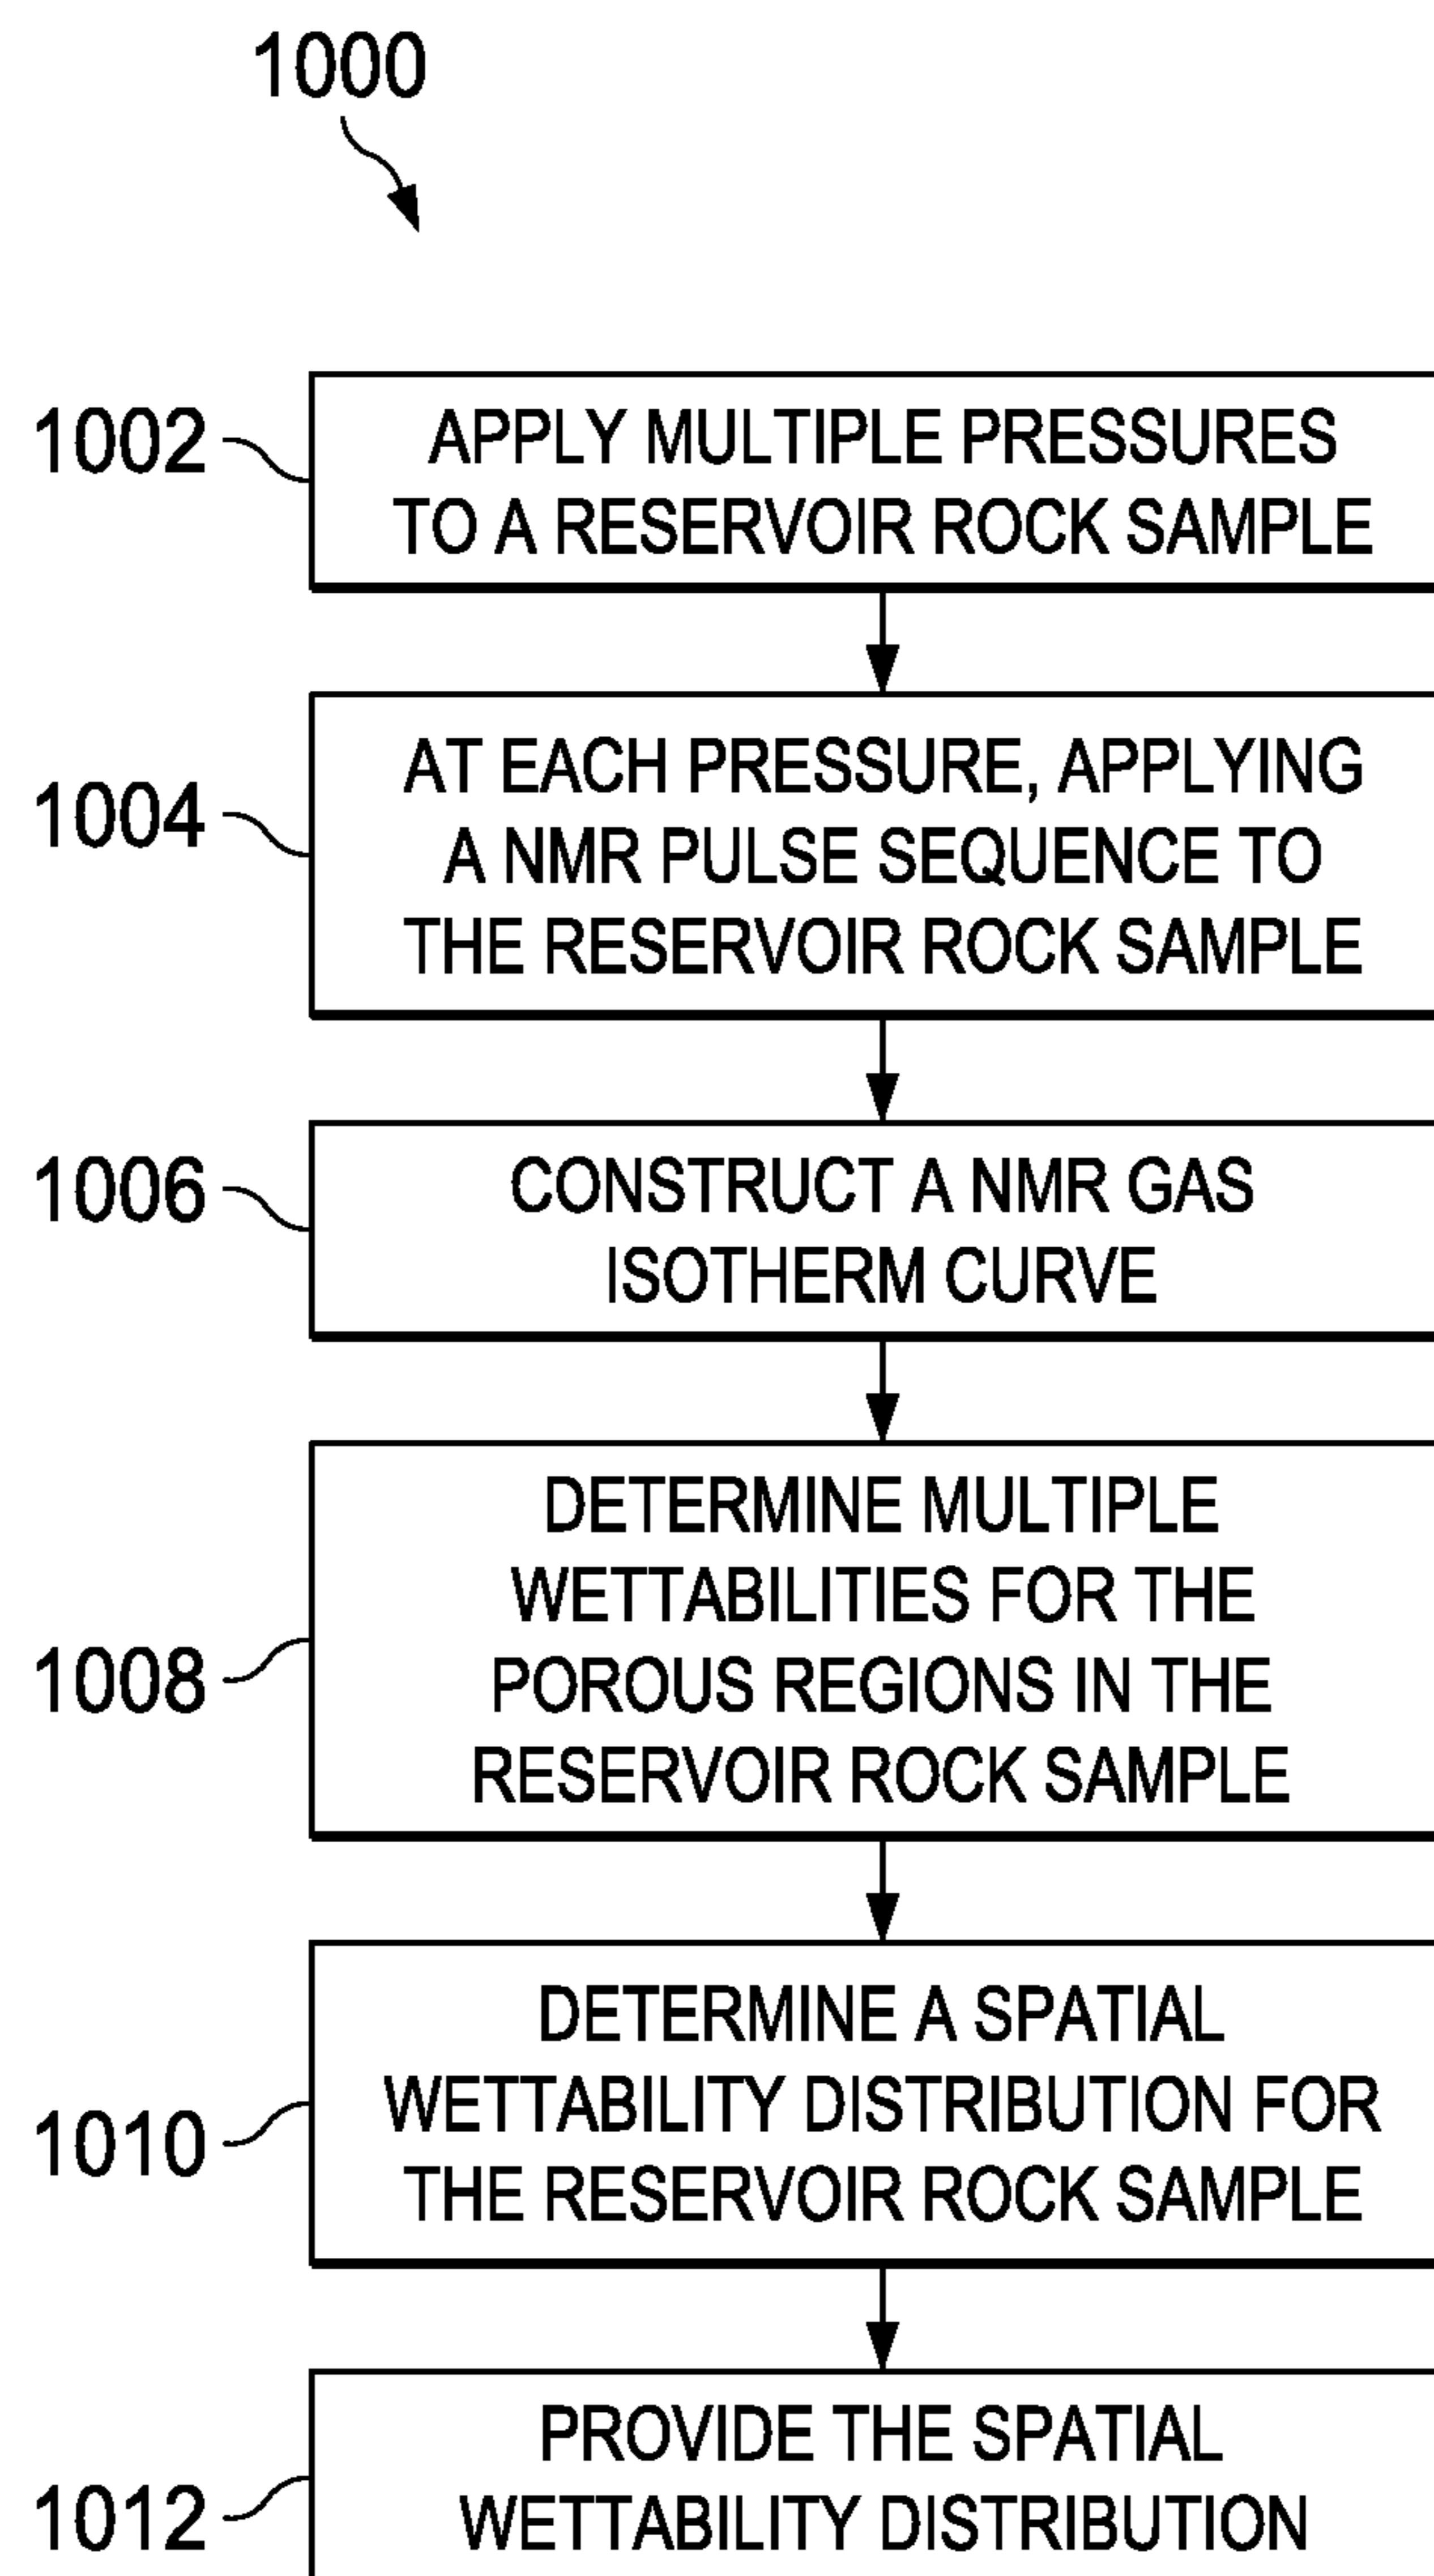 1000
1002
APPLY MULTIPLE PRESSURES
TO A RESERVOIR ROCK SAMPLE
1004
AT EACH PRESSURE, APPLYING
A NMR PULSE SEQUENCE TO
THE RESERVOIR ROCK SAMPLE
1006
CONSTRUCT A NMR GAS
ISOTHERM CURVE
1008
DETERMINE MULTIPLE
WETTABILITIES FOR THE
POROUS REGIONS IN THE
RESERVOIR ROCK SAMPLE
1010
DETERMINE A SPATIAL
WETTABILITY DISTRIBUTION FOR
THE RESERVOIR ROCK SAMPLE
1012
PROVIDE THE SPATIAL
WETTABILITY DISTRIBUTION